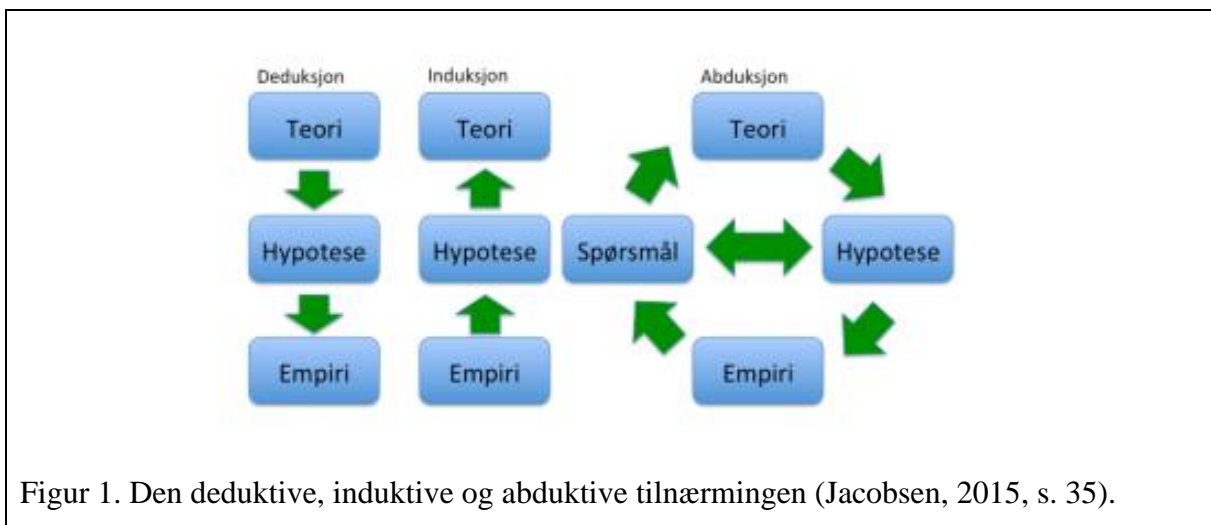 Deduksjon Induksjon Abduksjon
Teori Teori Teori
Hypotese Hypotese Spørsmål Hypotese
Empiri Empiri Empiri
Figur 1. Den deduktive, induktive og abduktive tilnærmingen (Jacobsen, 2015, s. 35).